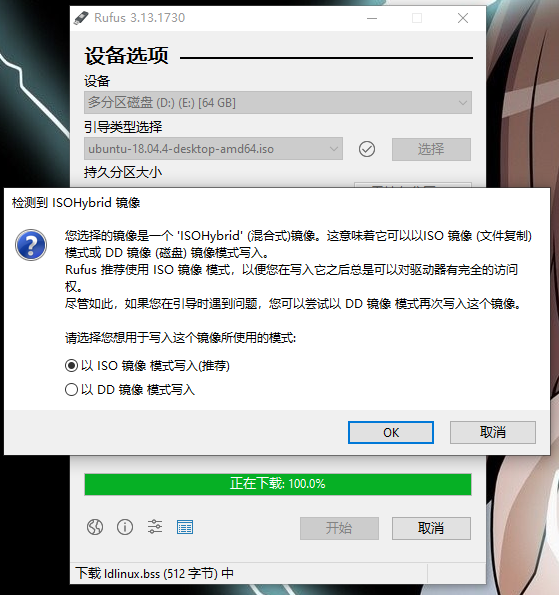 Rufus 3.13.1730
设备选项
设备
多分区磁盘 (D:) (E:) [64 GB]
引导类型选择
ubuntu-18.04.4-desktop-amd64.iso
选择
持久分区大小
检测到 ISOHybrid 镜像
您选择的镜像是一个 'ISOHybrid' (混合式)镜像。这意味着它可以以ISO 镜像 (文件复制)
模式或 DD 镜像 (磁盘) 镜像模式写入。
Rufus 推荐使用 ISO 镜像 模式，以便您在写入它之后总是可以对驱动器有完全的访问
权。
尽管如此，如果您在引导时遇到问题，您可以尝试以 DD 镜像 模式再次写入这个镜像。
请选择您想用于写入这个镜像所使用的模式:
以 ISO 镜像 模式写入(推荐)
以 DD 镜像 模式写入
OK
取消
正在下载: 100.0%
开始
取消
下载 ldlinux.bss (512 字节) 中